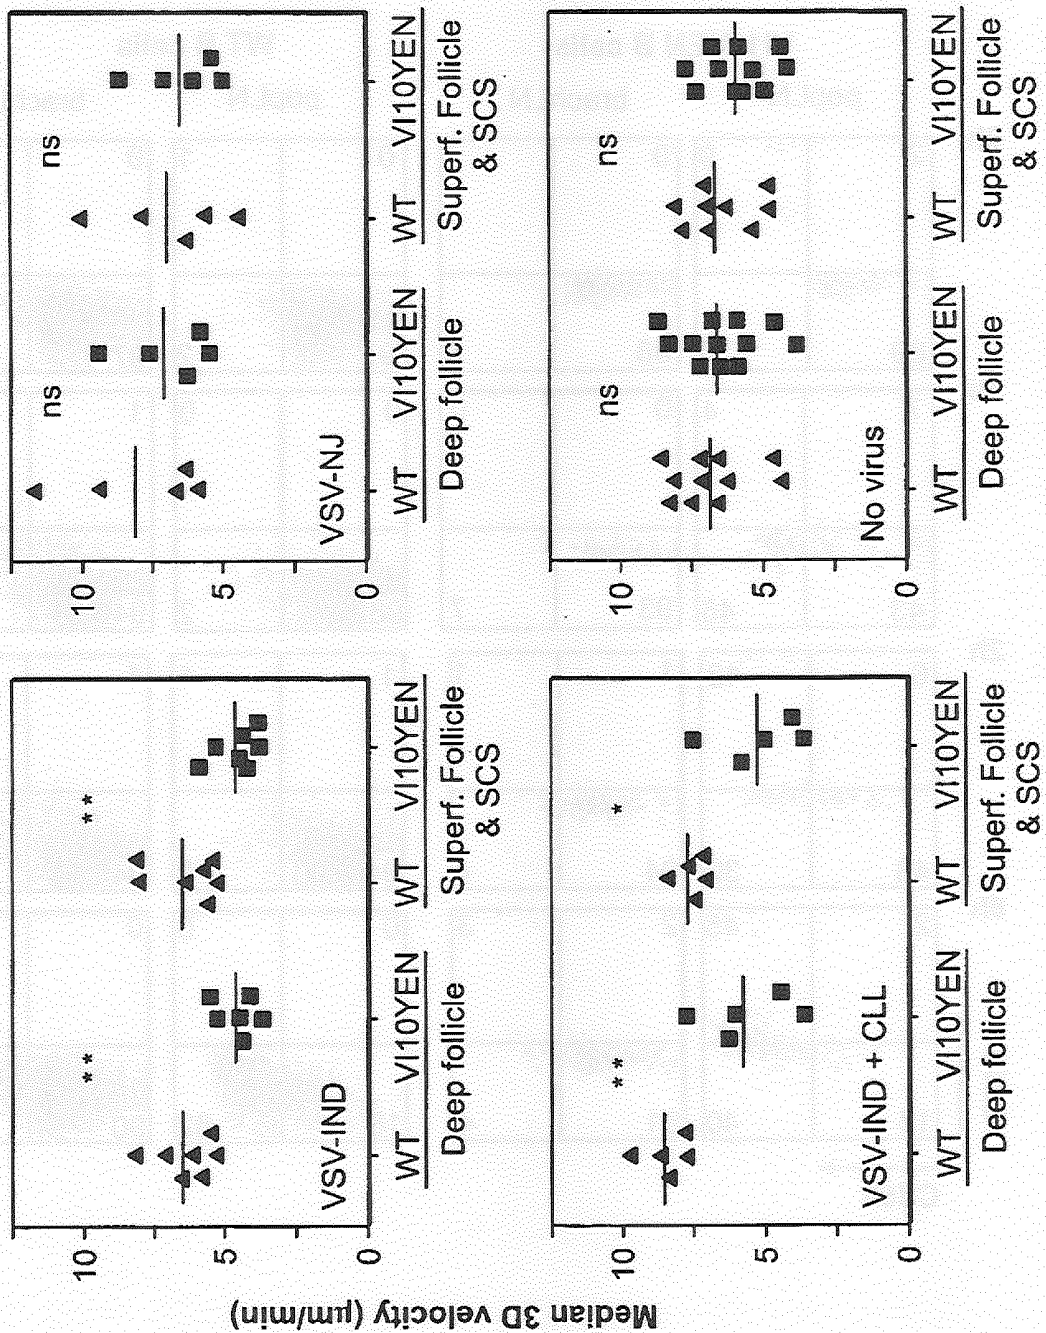 Median 3D velocity (µm/min)
10
5
0
** **
VSV-IND
WT VI10YEN WT VI10YEN
Deep follicle Superf. Follicle
& SCS
10
5
0
ns ns
VSV-NJ
WT VI10YEN WT VI10YEN
Deep follicle Superf. Follicle
& SCS
10
5
0
** *
VSV-IND + CLL
WT VI10YEN WT VI10YEN
Deep follicle Superf. Follicle
& SCS
10
5
0
ns ns
No virus
WT VI10YEN WT VI10YEN
Deep follicle Superf. Follicle
& SCS